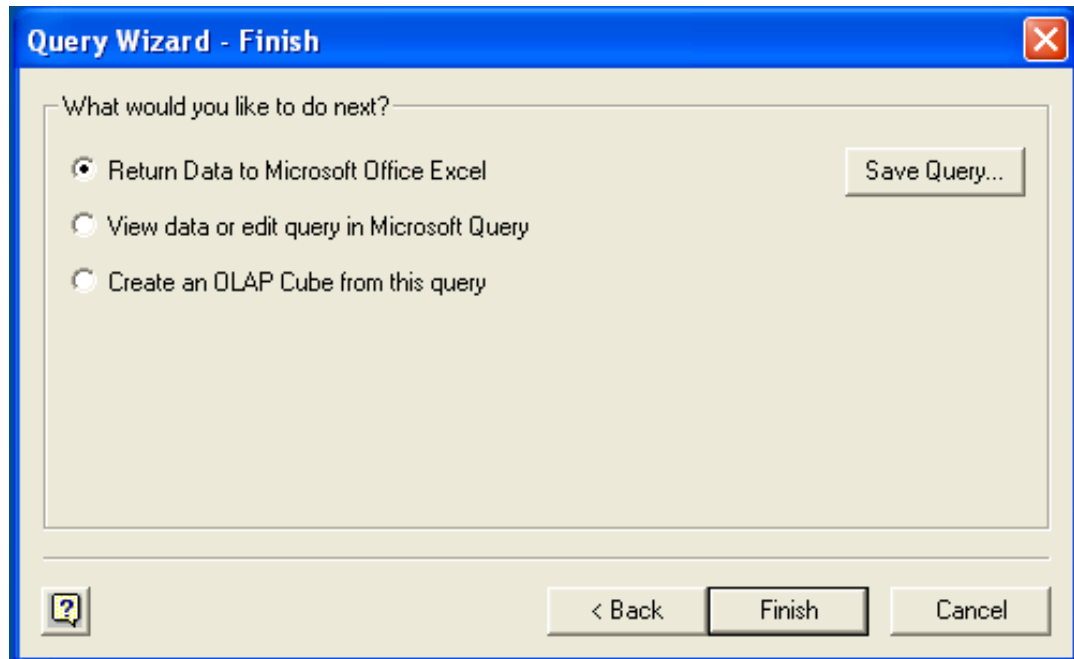 Query Wizard - Finish
What would you like to do next?
Return Data to Microsoft Office Excel
Save Query...
View data or edit query in Microsoft Query
Create an OLAP Cube from this query
?
< Back
Finish
Cancel